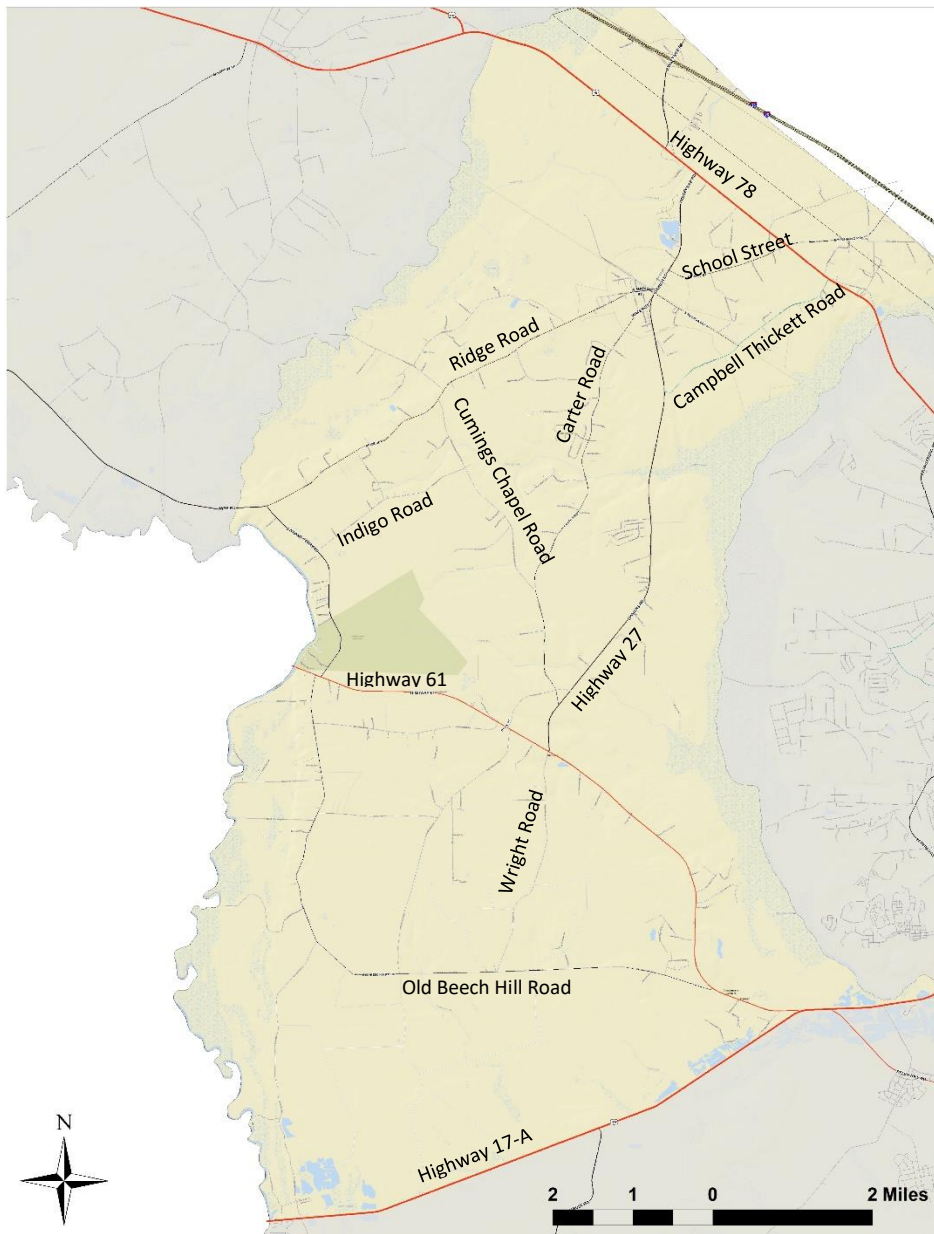 Highway 78
School Street
Campbell Thickett Road
Ridge Road
Carter Road
Cumings Chapel Road
Indigo Road
Highway 27
Highway 61
Wright Road
Old Beech Hill Road
Highway 17-A
N
2 1 0 2 Miles